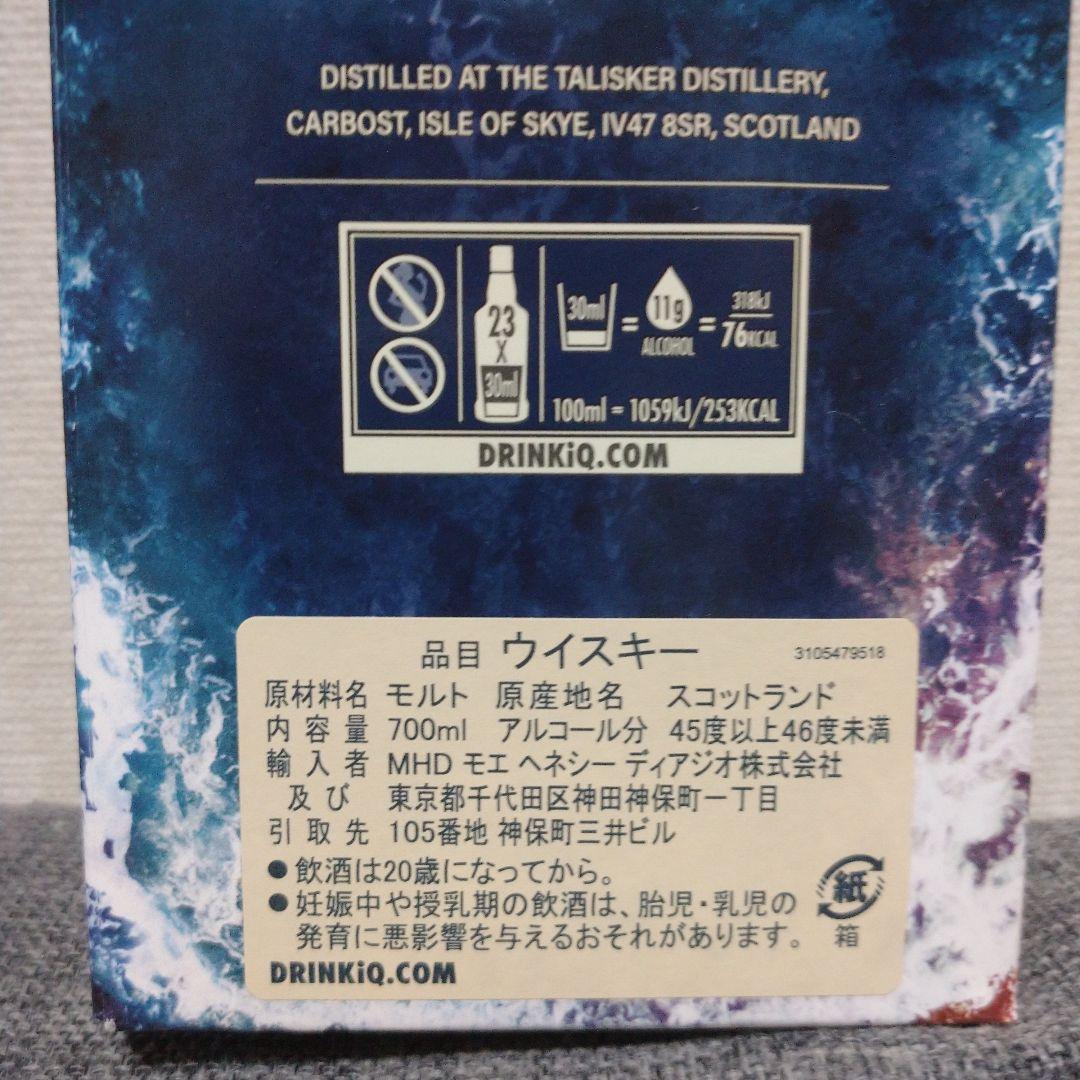 DISTILLED AT THE TALISKER DISTILLERY,
CARBOST, ISLE OF SKYE, IV47 8SR, SCOTLAND
23
X
30ml
30ml = 11g ALCOHOL = 318kJ
76KCAL
100ml = 1059kJ/253KCAL
DRINKiQ.COM
品目 ウイスキー 3105479518
原材料名 モルト 原産地名 スコットランド
内容量 700ml アルコール分 45度以上46度未満
輸入者 MHD モエ ヘネシー ディアジオ株式会社
及び 東京都千代田区神田神保町一丁目
引取先 105番地 神保町三井ビル
●飲酒は20歳になってから。
●妊娠中や授乳期の飲酒は、胎児・乳児の
発育に悪影響を与えるおそれがあります。
紙
箱
DRINKiQ.COM